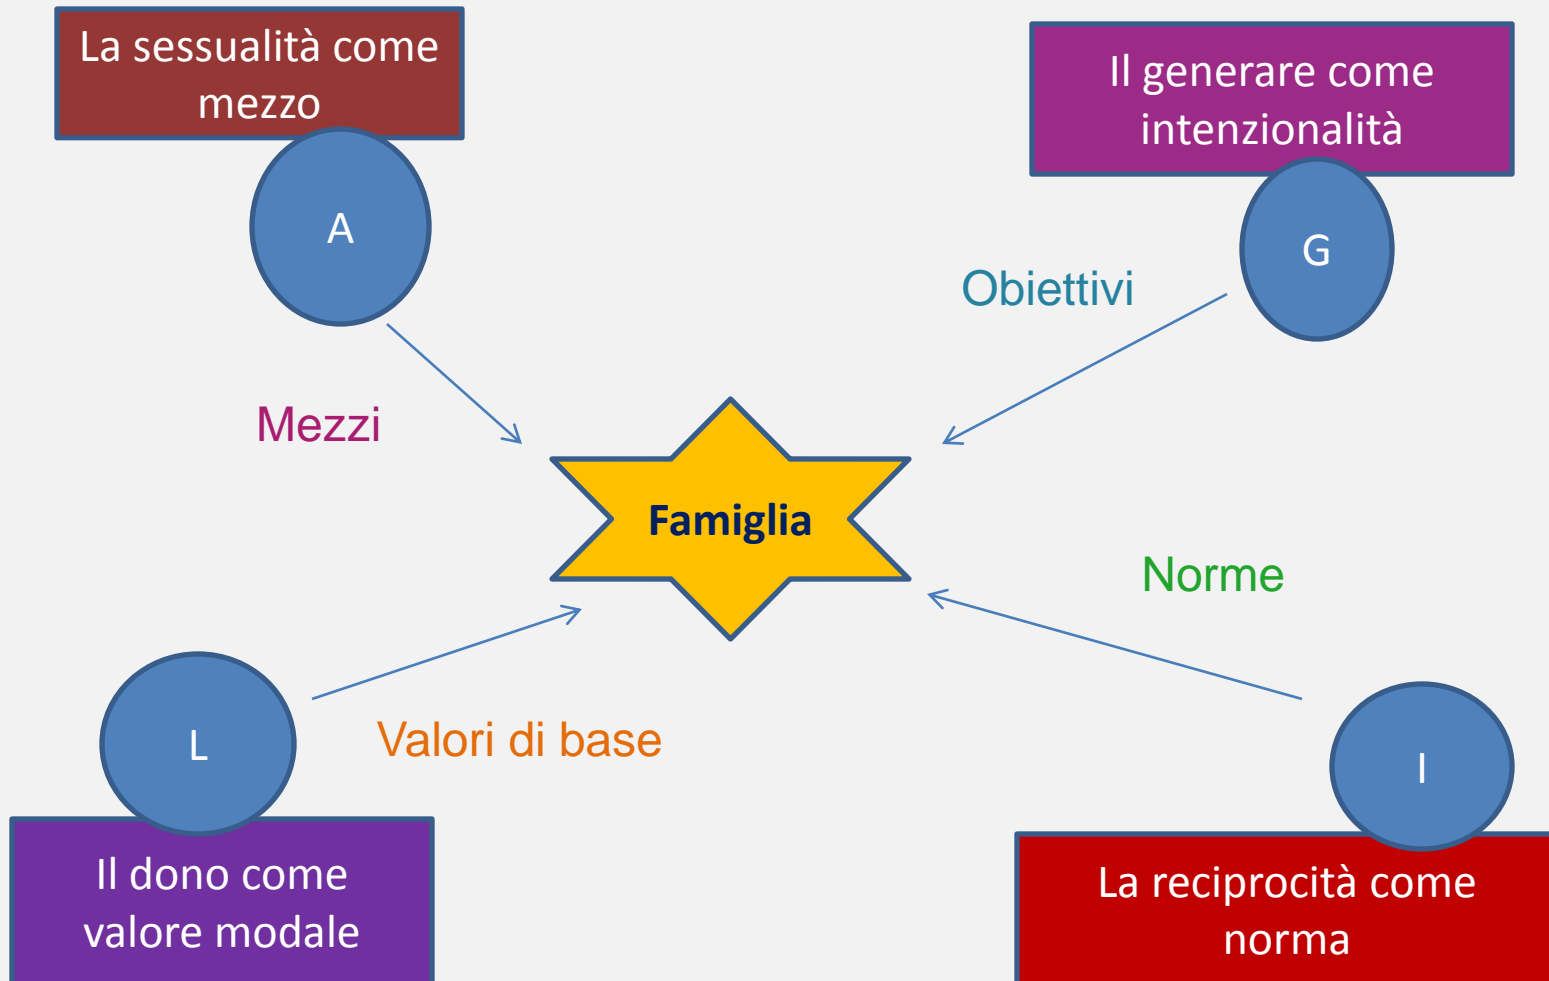 La sessualità come
mezzo
A
Mezzi
Il generare come
intenzionalità
G
Obiettivi
Famiglia
Norme
L
Valori di base
Il dono come
valore modale
I
La reciprocità come
norma